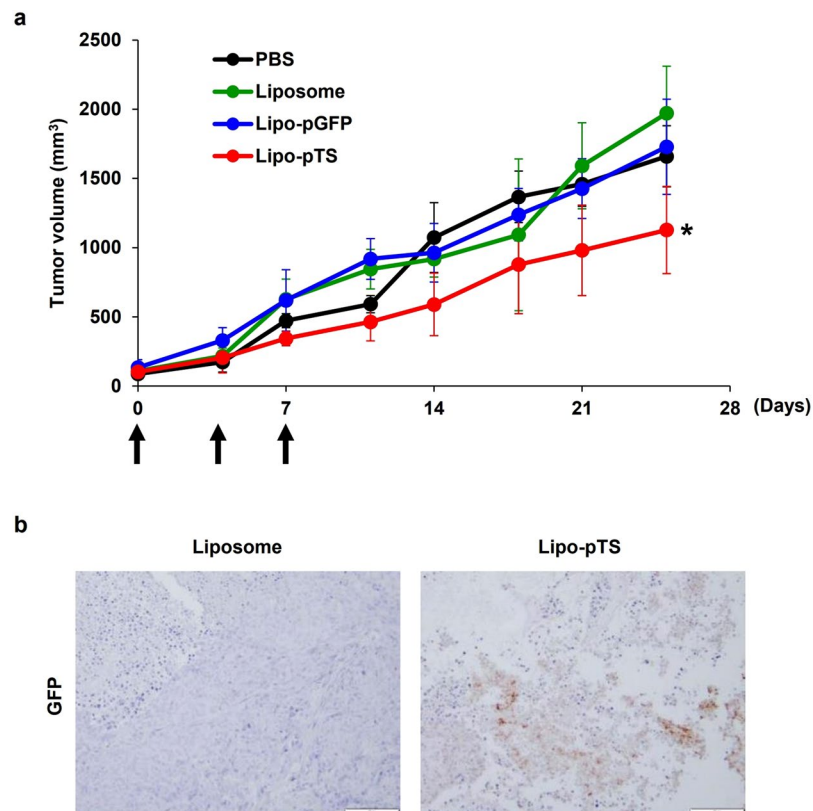 a
2500
2000
1500
1000
500
0
Tumor volume (mm³)
PBS
Liposome
Lipo-pGFP
Lipo-pTS
*
0 7 14 21 28 (Days)
b
Liposome Lipo-pTS
GFP